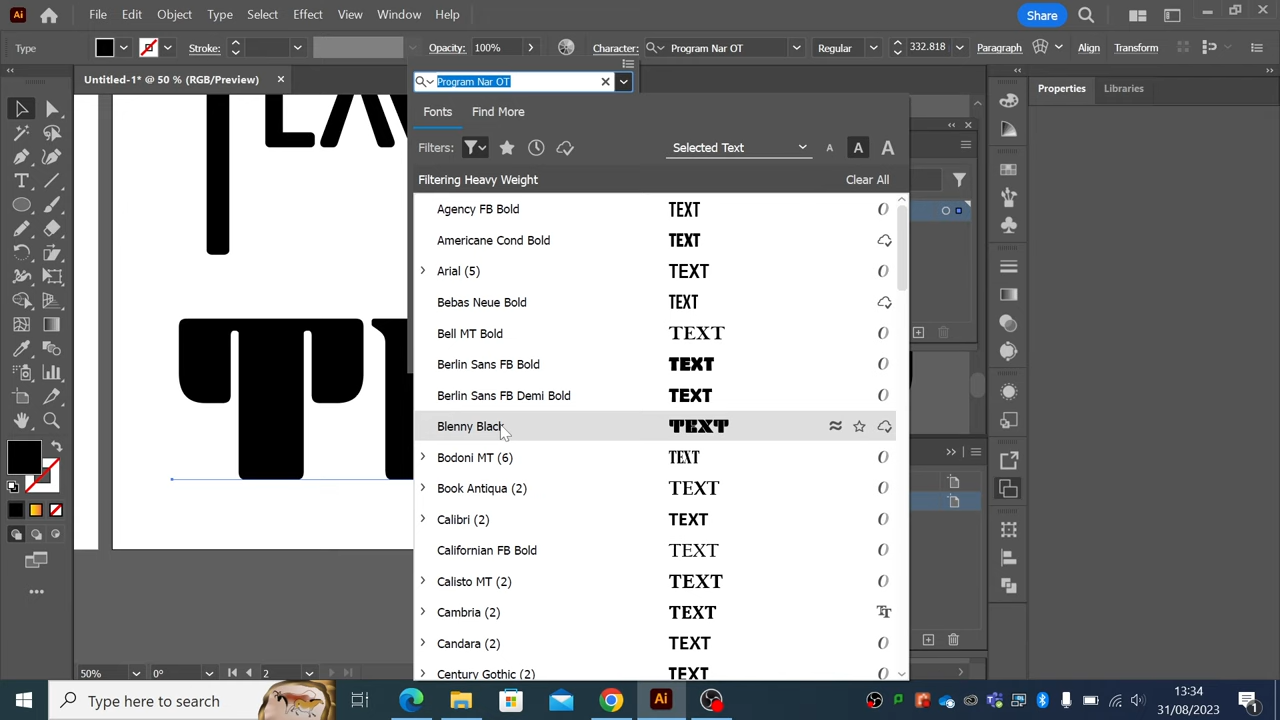 Ai File Edit Object Type Select Effect View Window Help Share
Type Stroke: Opacity: 100% Character: Program Nar OT Regular 332.818 Paragraph Align Transform
Untitled-1* @ 50 % (RGB/Preview)
Program Nar OT
Properties Libraries
Fonts Find More
Filters: Selected Text A A A
Filtering Heavy Weight Clear All
Agency FB Bold TEXT
Americane Cond Bold TEXT
Arial (5) TEXT
Bebas Neue Bold TEXT
Bell MT Bold TEXT
Berlin Sans FB Bold TEXT
Berlin Sans FB Demi Bold TEXT
Blenny Black TEXT
Bodoni MT (6) TEXT
Book Antiqua (2) TEXT
Calibri (2) TEXT
Californian FB Bold TEXT
Calisto MT (2) TEXT
Cambria (2) TEXT
Candara (2) TEXT
Century Gothic (2) TEXT
50% 0° 2
Type here to search
Ai
13:34
31/08/2023
1